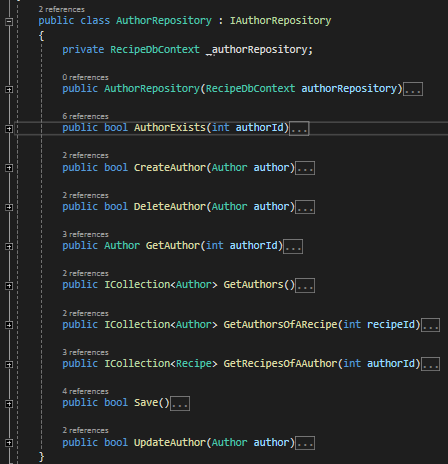 2 references
public class AuthorRepository : IAuthorRepository
{
private RecipeDbContext _authorRepository;
0 references
public AuthorRepository(RecipeDbContext authorRepository)...
6 references
public bool AuthorExists(int authorId)...
2 references
public bool CreateAuthor(Author author)...
2 references
public bool DeleteAuthor(Author author)...
3 references
public Author GetAuthor(int authorId)...
2 references
public ICollection<Author> GetAuthors()...
2 references
public ICollection<Author> GetAuthorsOfARecipe(int recipeId)...
3 references
public ICollection<Recipe> GetRecipesOfAAuthor(int authorId)...
4 references
public bool Save()...
2 references
public bool UpdateAuthor(Author author)...
}